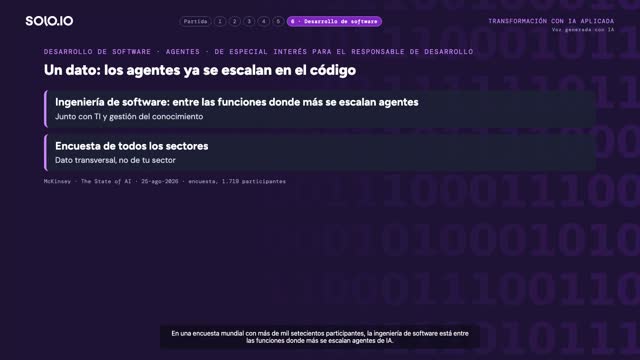 SOLO.IO
Partida 1 2 3 4 5 6 · Desarrollo de software
TRANSFORMACIÓN CON IA APLICADA
Voz generada con IA
DESARROLLO DE SOFTWARE · AGENTES · DE ESPECIAL INTERÉS PARA EL RESPONSABLE DE DESARROLLO
Un dato: los agentes ya se escalan en el código
Ingeniería de software: entre las funciones donde más se escalan agentes
Junto con TI y gestión del conocimiento
Encuesta de todos los sectores
Dato transversal, no de tu sector
McKinsey · The State of AI · 25-ago-2026 · encuesta, 1.719 participantes
En una encuesta mundial con más de mil setecientos participantes, la ingeniería de software está entre
las funciones donde más se escalan agentes de IA.